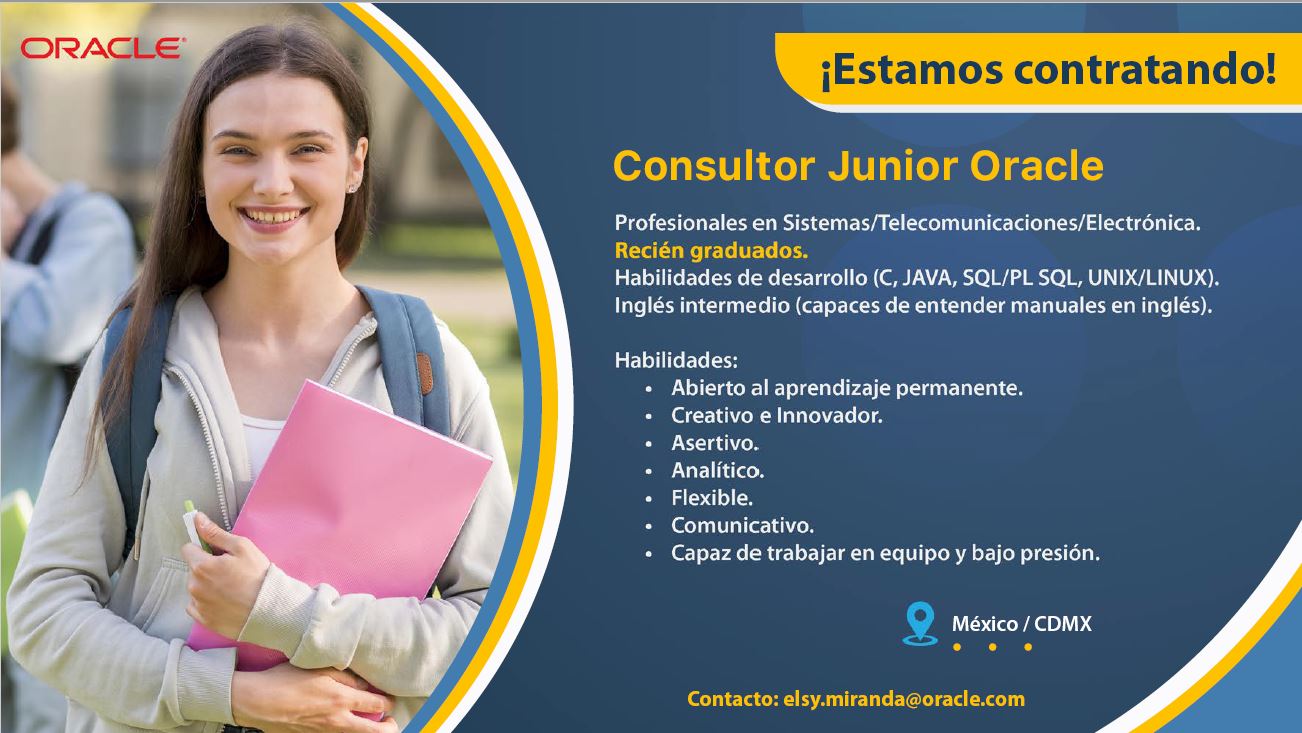 ORACLE®
¡Estamos contratando!
Consultor Junior Oracle
Profesionales en Sistemas/Telecomunicaciones/Electrónica.
Recién graduados.
Habilidades de desarrollo (C, JAVA, SQL/PL SQL, UNIX/LINUX).
Inglés intermedio (capaces de entender manuales en inglés).
Habilidades:
• Abierto al aprendizaje permanente.
• Creativo e Innovador.
• Asertivo.
• Analítico.
• Flexible.
• Comunicativo.
• Capaz de trabajar en equipo y bajo presión.
México / CDMX
Contacto: elsy.miranda@oracle.com